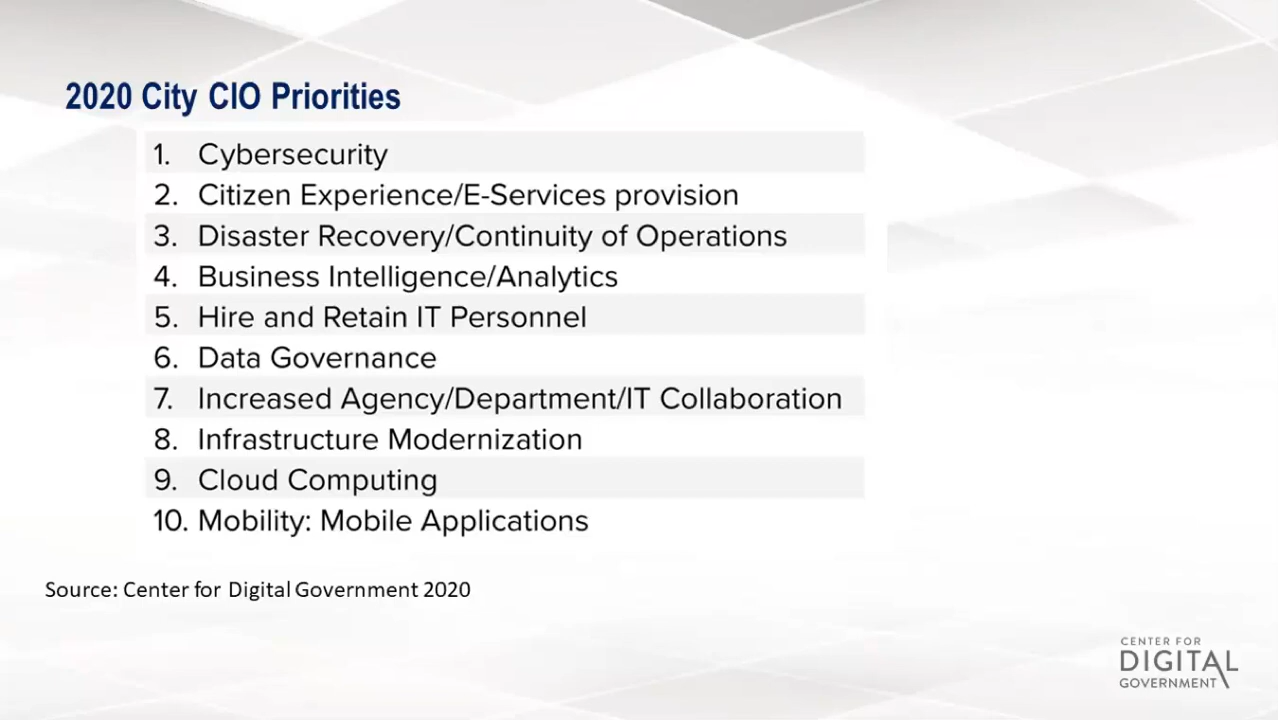 2020 City CIO Priorities
1. Cybersecurity
2. Citizen Experience/E-Services provision
3. Disaster Recovery/Continuity of Operations
4. Business Intelligence/Analytics
5. Hire and Retain IT Personnel
6. Data Governance
7. Increased Agency/Department/IT Collaboration
8. Infrastructure Modernization
9. Cloud Computing
10. Mobility: Mobile Applications
Source: Center for Digital Government 2020
CENTER FOR
DIGITAL
GOVERNMENT